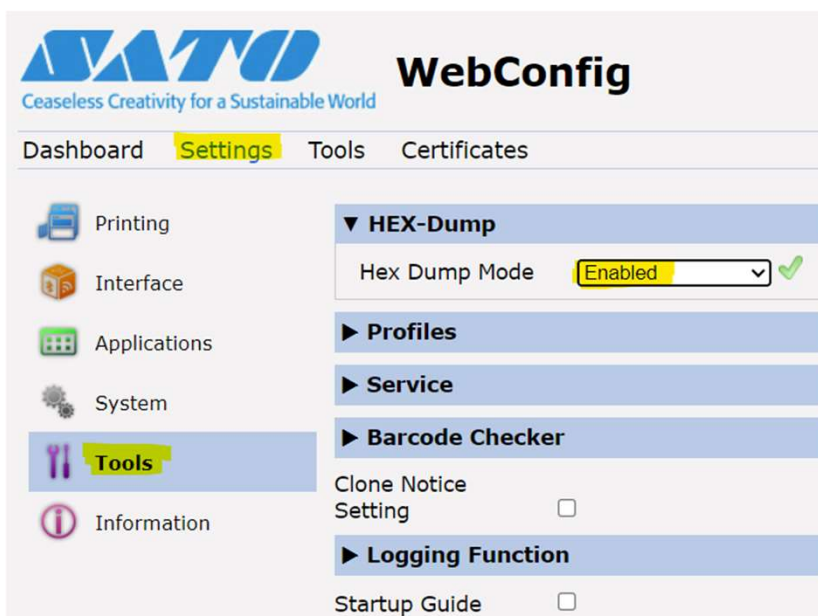 SATO
WebConfig
Ceaseless Creativity for a Sustainable World
Dashboard Settings Tools Certificates
Printing
Interface
Applications
System
Tools
Information
▼ HEX-Dump
Hex Dump Mode Enabled
▶ Profiles
▶ Service
▶ Barcode Checker
Clone Notice
Setting
▶ Logging Function
Startup Guide